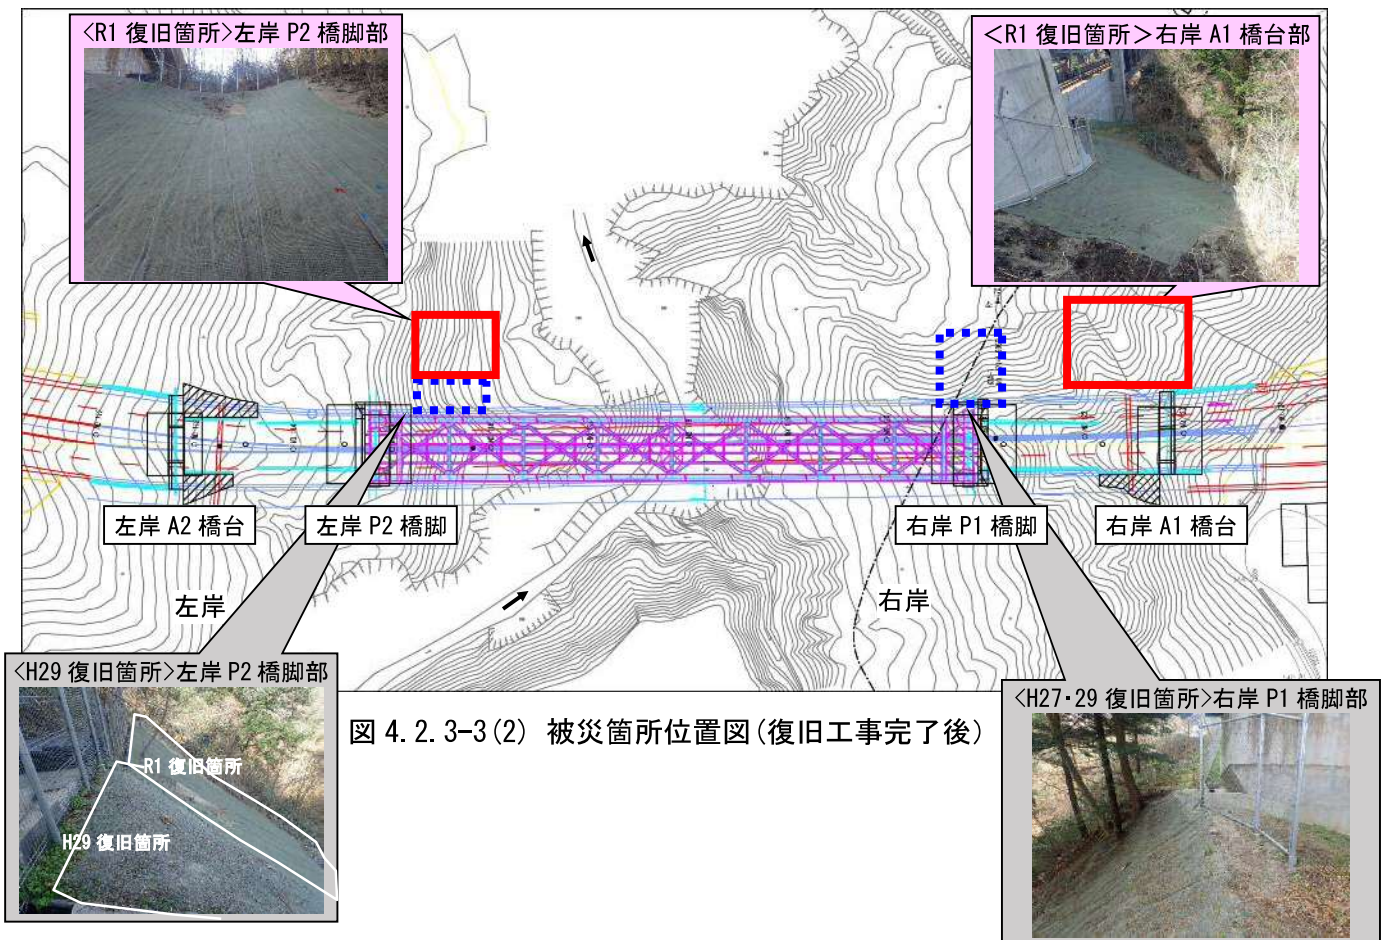 <R1 復旧箇所>左岸 P2 橋脚部
<R1 復旧箇所>右岸 A1 橋台部
左岸 A2 橋台
左岸 P2 橋脚
右岸 P1 橋脚
右岸 A1 橋台
左岸
右岸
<H29 復旧箇所>左岸 P2 橋脚部
R1 復旧箇所
H29 復旧箇所
<H27・29 復旧箇所>右岸 P1 橋脚部
図 4.2.3-3(2) 被災箇所位置図(復旧工事完了後)